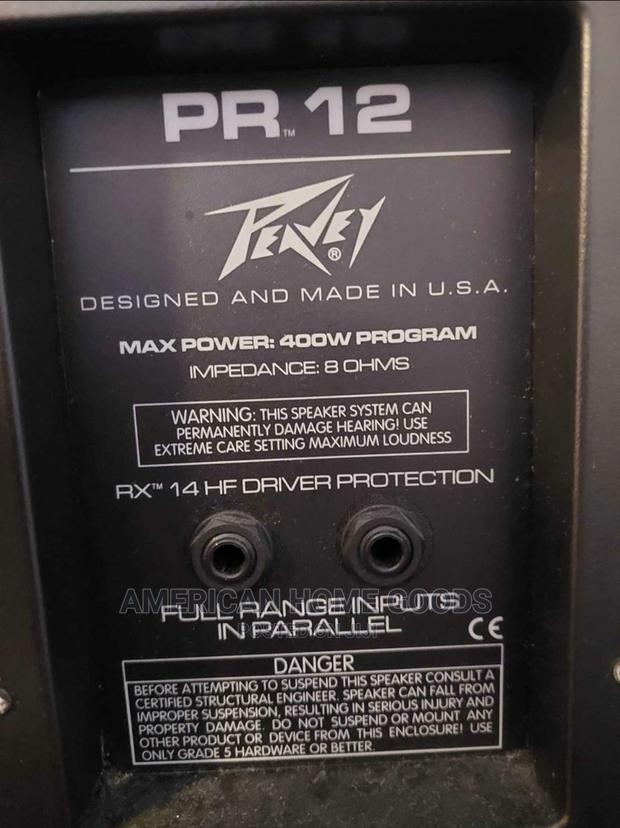 PR™ 12
PEAVEY®
DESIGNED AND MADE IN U.S.A.
MAX POWER: 400W PROGRAM
IMPEDANCE: 8 OHMS
WARNING: THIS SPEAKER SYSTEM CAN
PERMANENTLY DAMAGE HEARING! USE
EXTREME CARE SETTING MAXIMUM LOUDNESS
RX™ 14 HF DRIVER PROTECTION
AMERICAN HOME GOODS
FULL RANGE INPUTS
IN PARALLEL
POSTED ON JIJI
CE
DANGER
BEFORE ATTEMPTING TO SUSPEND THIS SPEAKER CONSULT A
CERTIFIED STRUCTURAL ENGINEER. SPEAKER CAN FALL FROM
IMPROPER SUSPENSION, RESULTING IN SERIOUS INJURY AND
PROPERTY DAMAGE. DO NOT SUSPEND OR MOUNT ANY
OTHER PRODUCT OR DEVICE FROM THIS ENCLOSURE! USE
ONLY GRADE 5 HARDWARE OR BETTER.